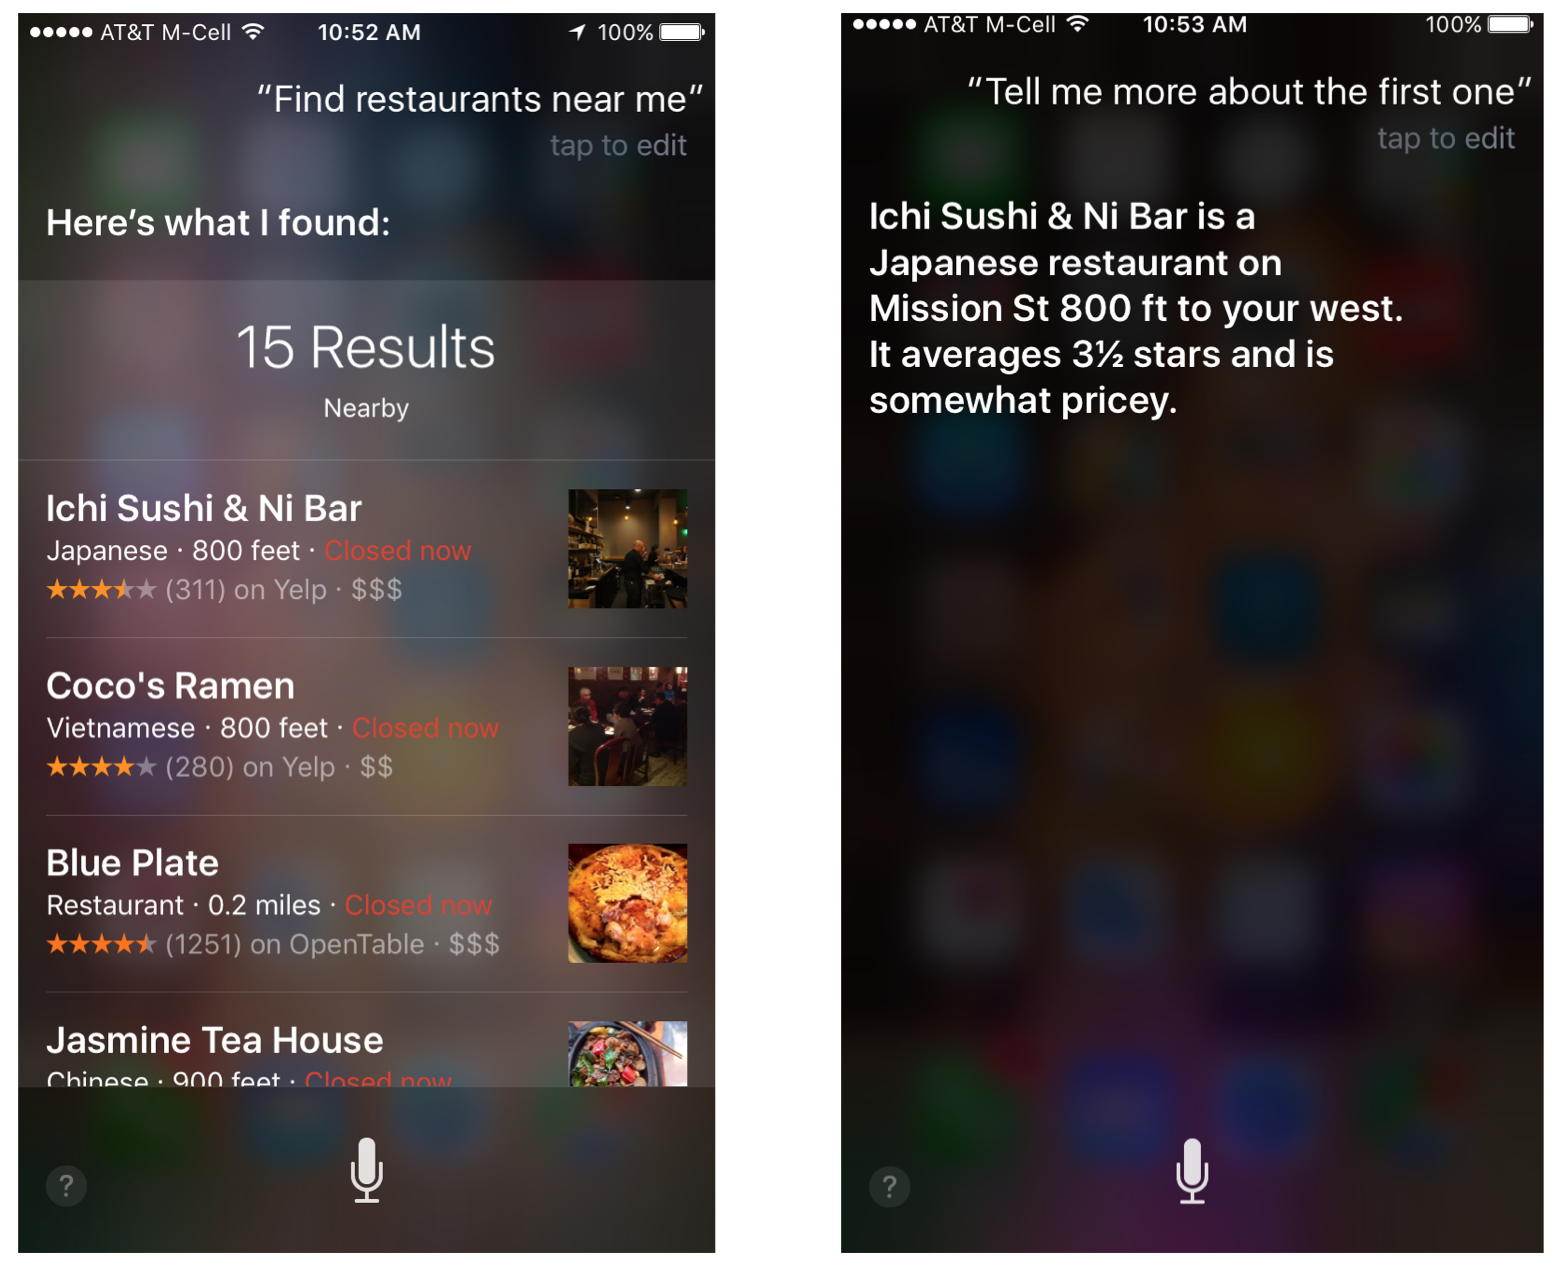 ●●●●● AT&T M-Cell 10:52 AM 100%
“Find restaurants near me”
tap to edit
Here’s what I found:
15 Results
Nearby
Ichi Sushi & Ni Bar
Japanese · 800 feet · Closed now
★★★★★ (311) on Yelp · $$$
Coco's Ramen
Vietnamese · 800 feet · Closed now
★★★★★ (280) on Yelp · $$
Blue Plate
Restaurant · 0.2 miles · Closed now
★★★★★ (1251) on OpenTable · $$$
Jasmine Tea House
Chinese · 900 feet · Closed now
?
●●●●● AT&T M-Cell 10:53 AM 100%
“Tell me more about the first one”
tap to edit
Ichi Sushi & Ni Bar is a
Japanese restaurant on
Mission St 800 ft to your west.
It averages 3½ stars and is
somewhat pricey.
?